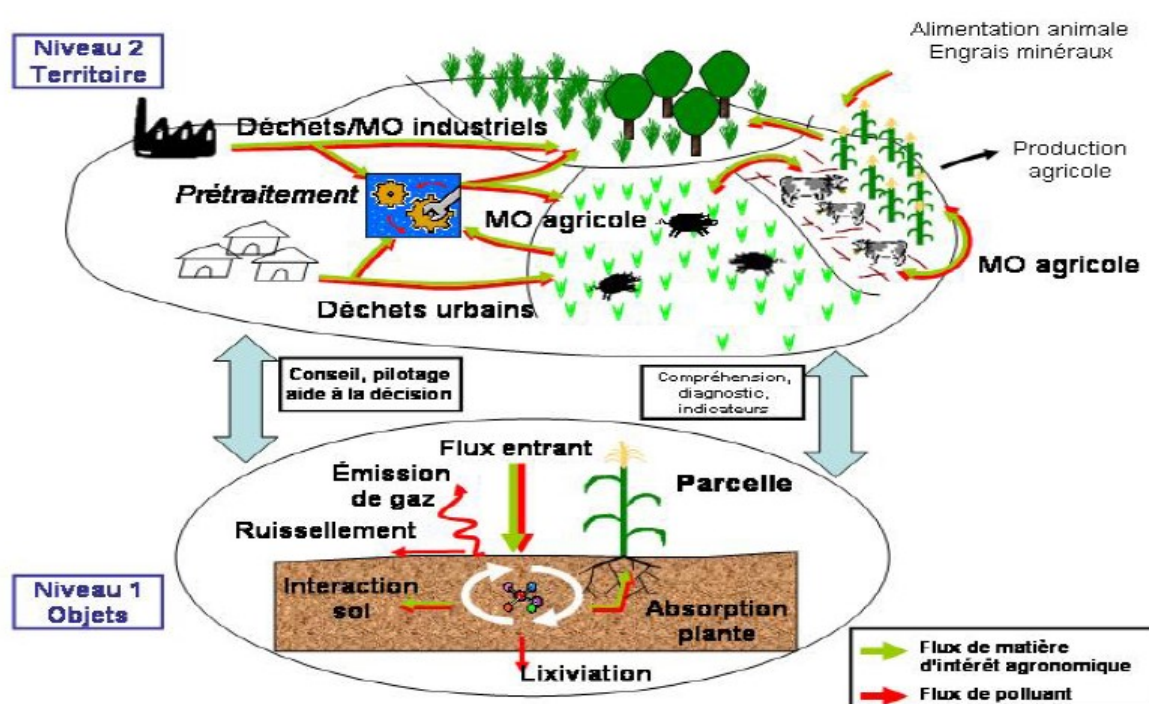 Niveau 2
Territoire
Alimentation animale
Engrais minéraux
Déchets/MO industriels
Production
agricole
Prétraitement
MO agricole
MO agricole
Déchets urbains
Conseil, pilotage
aide à la décision
Compréhension,
diagnostic,
indicateurs
Flux entrant
Émission
de gaz
Parcelle
Ruissellement
Niveau 1
Objets
Interaction
sol
Absorption
plante
Lixiviation
Flux de matière
d'intérêt agronomique
Flux de polluant